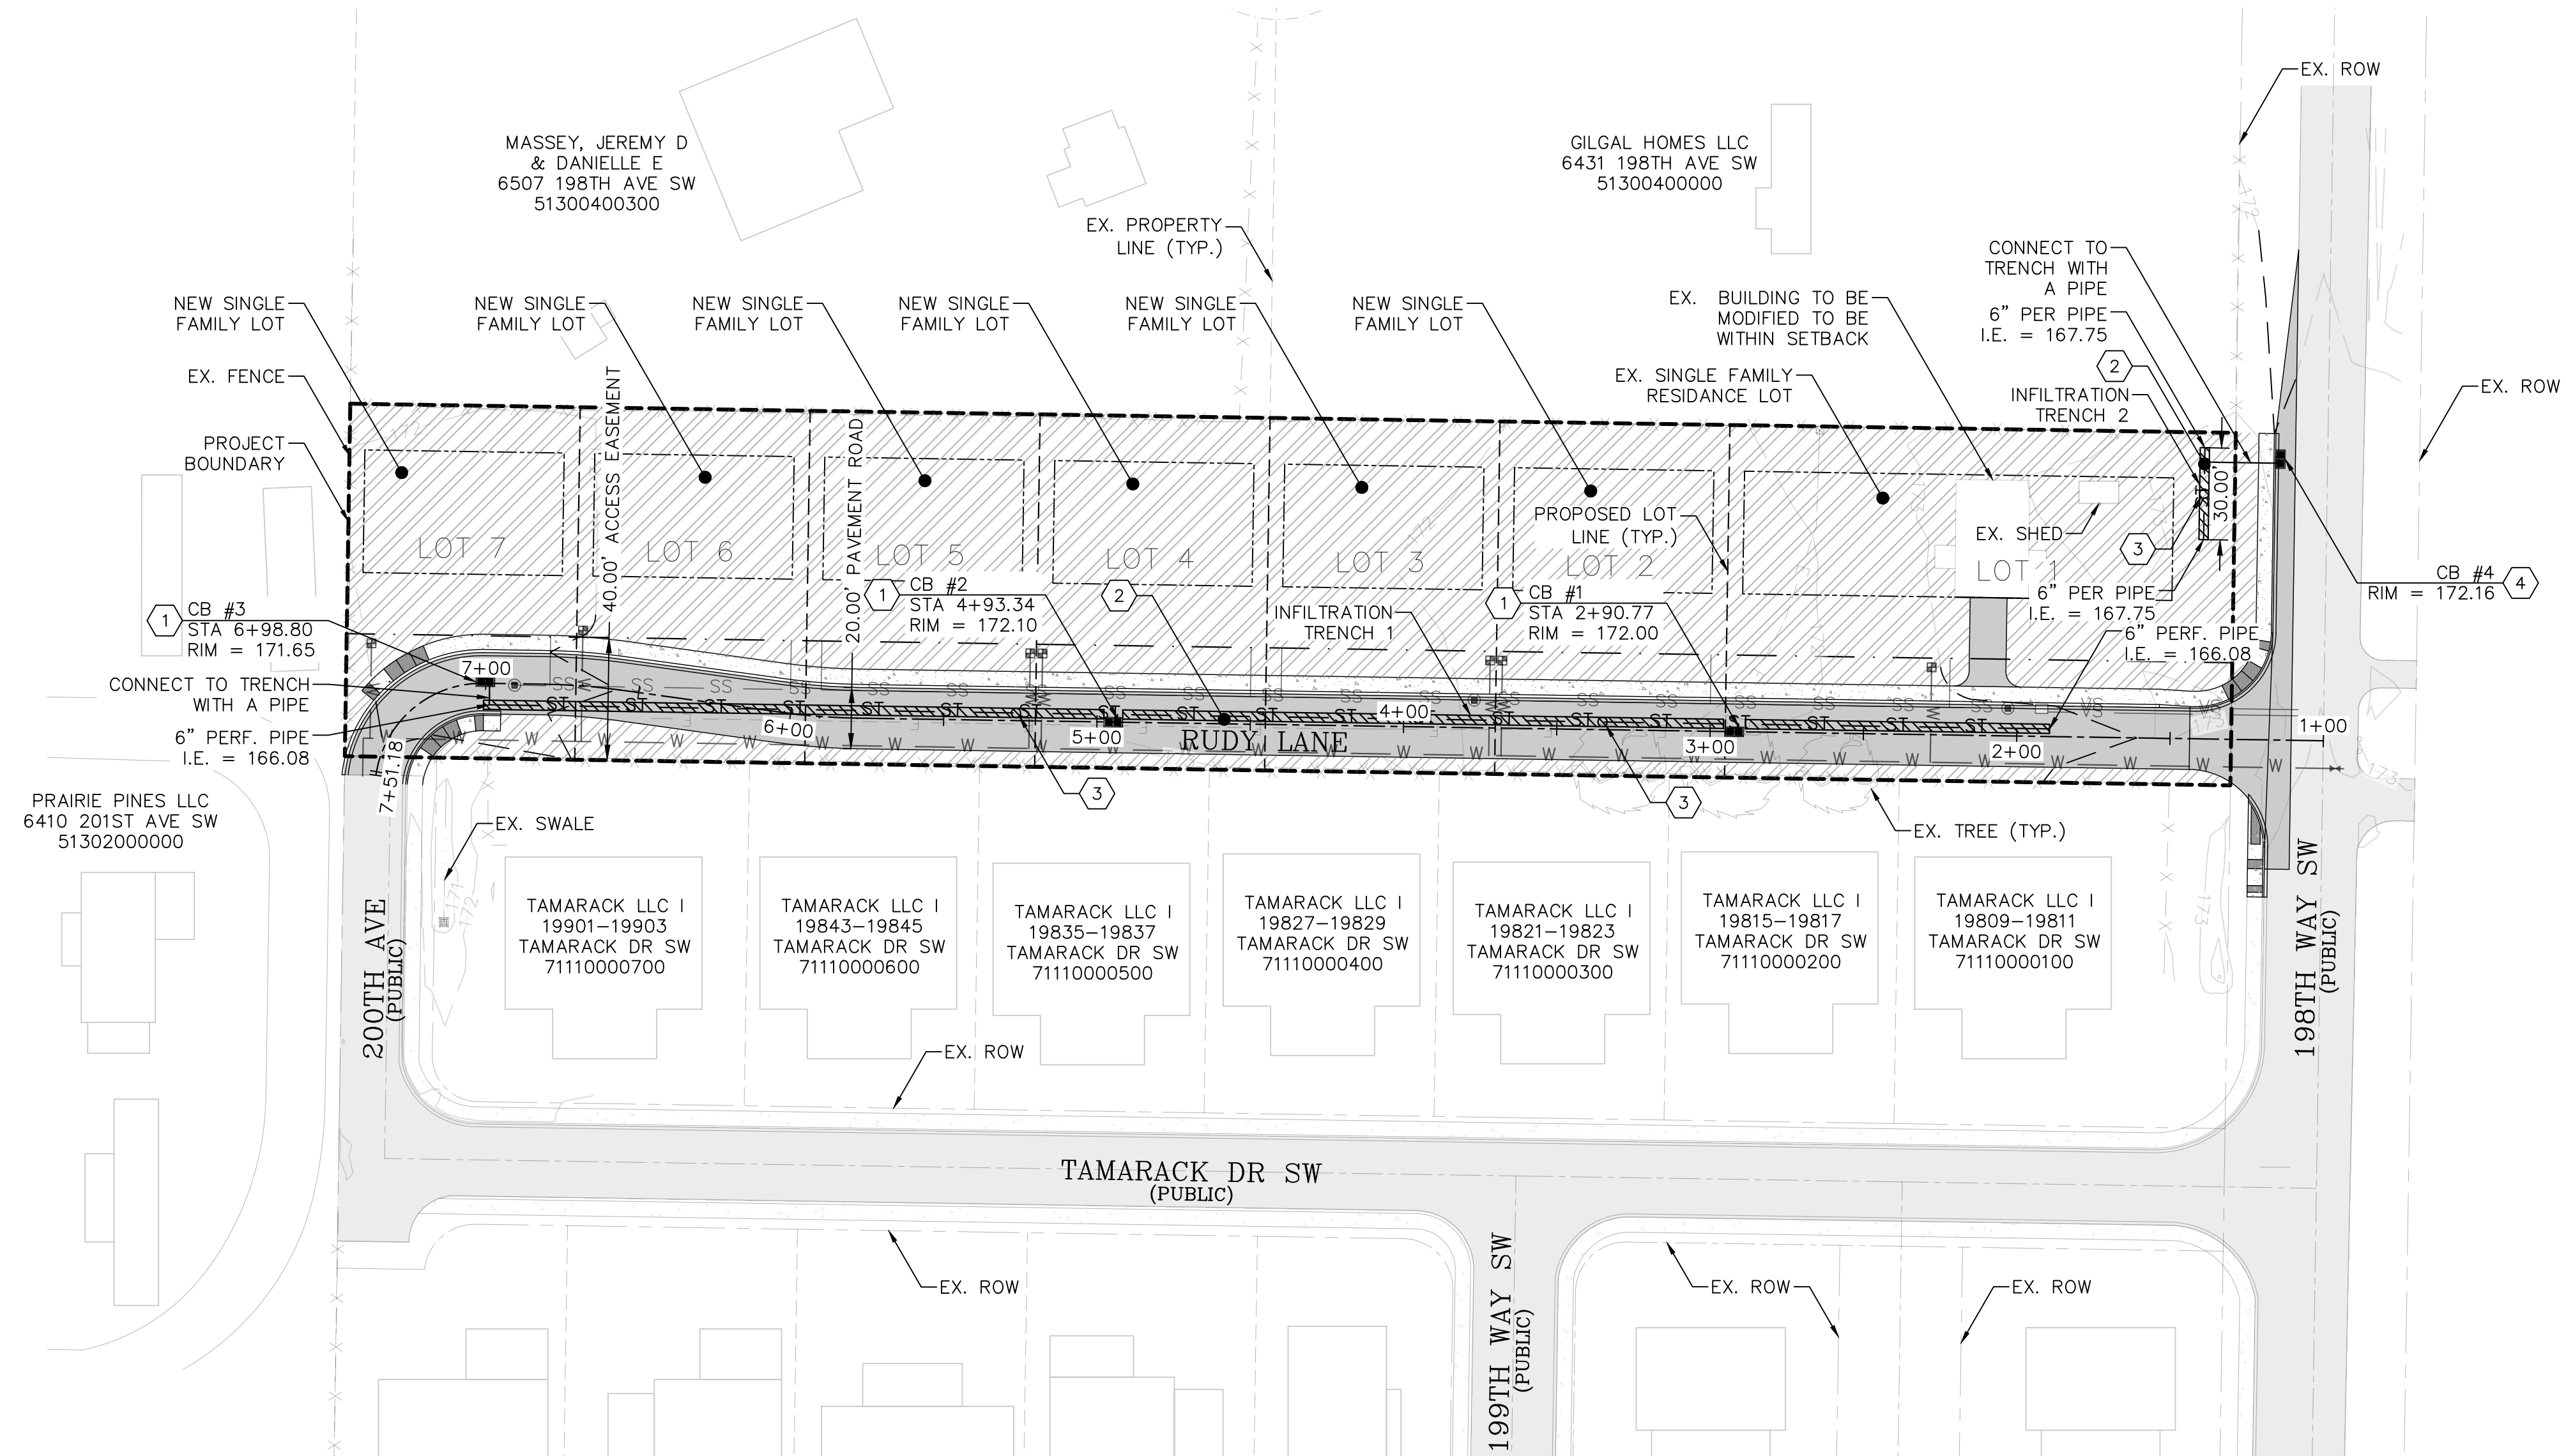 EX. ROW
MASSEY, JEREMY D
& DANIELLE E
6507 198TH AVE SW
51300400300
GILGAL HOMES LLC
6431 198TH AVE SW
51300400000
172
EX. PROPERTY
LINE (TYP.)
CONNECT TO
TRENCH WITH
A PIPE
6" PER PIPE
I.E. = 167.75
2
INFILTRATION
TRENCH 2
NEW SINGLE
FAMILY LOT
NEW SINGLE
FAMILY LOT
NEW SINGLE
FAMILY LOT
NEW SINGLE
FAMILY LOT
NEW SINGLE
FAMILY LOT
NEW SINGLE
FAMILY LOT
EX. BUILDING TO BE
MODIFIED TO BE
WITHIN SETBACK
EX. SINGLE FAMILY
RESIDANCE LOT
EX. ROW
EX. FENCE
PROJECT
BOUNDARY
40.00' ACCESS EASEMENT
20.00' PAVEMENT ROAD
30.00'
PROPOSED LOT
LINE (TYP.)
EX. SHED
3
LOT 7
LOT 6
LOT 5
LOT 4
LOT 3
LOT 2
LOT 1
1
CB #3
STA 6+98.80
RIM = 171.65
1
CB #2
STA 4+93.34
RIM = 172.10
2
INFILTRATION
TRENCH 1
1
CB #1
STA 2+90.77
RIM = 172.00
6" PER PIPE
I.E. = 167.75
6" PERF. PIPE
I.E. = 166.08
CB #4
RIM = 172.16
4
CONNECT TO TRENCH
WITH A PIPE
6" PERF. PIPE
I.E. = 166.08
7+51.18
7+00
6+00
5+00
4+00
3+00
2+00
1+00
RUDY LANE
3
3
PRAIRIE PINES LLC
6410 201ST AVE SW
51302000000
EX. SWALE
171
172
EX. TREE (TYP.)
173
173
TAMARACK LLC I
19901-19903
TAMARACK DR SW
71110000700
TAMARACK LLC I
19843-19845
TAMARACK DR SW
71110000600
TAMARACK LLC I
19835-19837
TAMARACK DR SW
71110000500
TAMARACK LLC I
19827-19829
TAMARACK DR SW
71110000400
TAMARACK LLC I
19821-19823
TAMARACK DR SW
71110000300
TAMARACK LLC I
19815-19817
TAMARACK DR SW
71110000200
TAMARACK LLC I
19809-19811
TAMARACK DR SW
71110000100
200TH AVE
(PUBLIC)
198TH WAY SW
(PUBLIC)
EX. ROW
TAMARACK DR SW
(PUBLIC)
199TH WAY SW
(PUBLIC)
EX. ROW
EX. ROW
EX. ROW